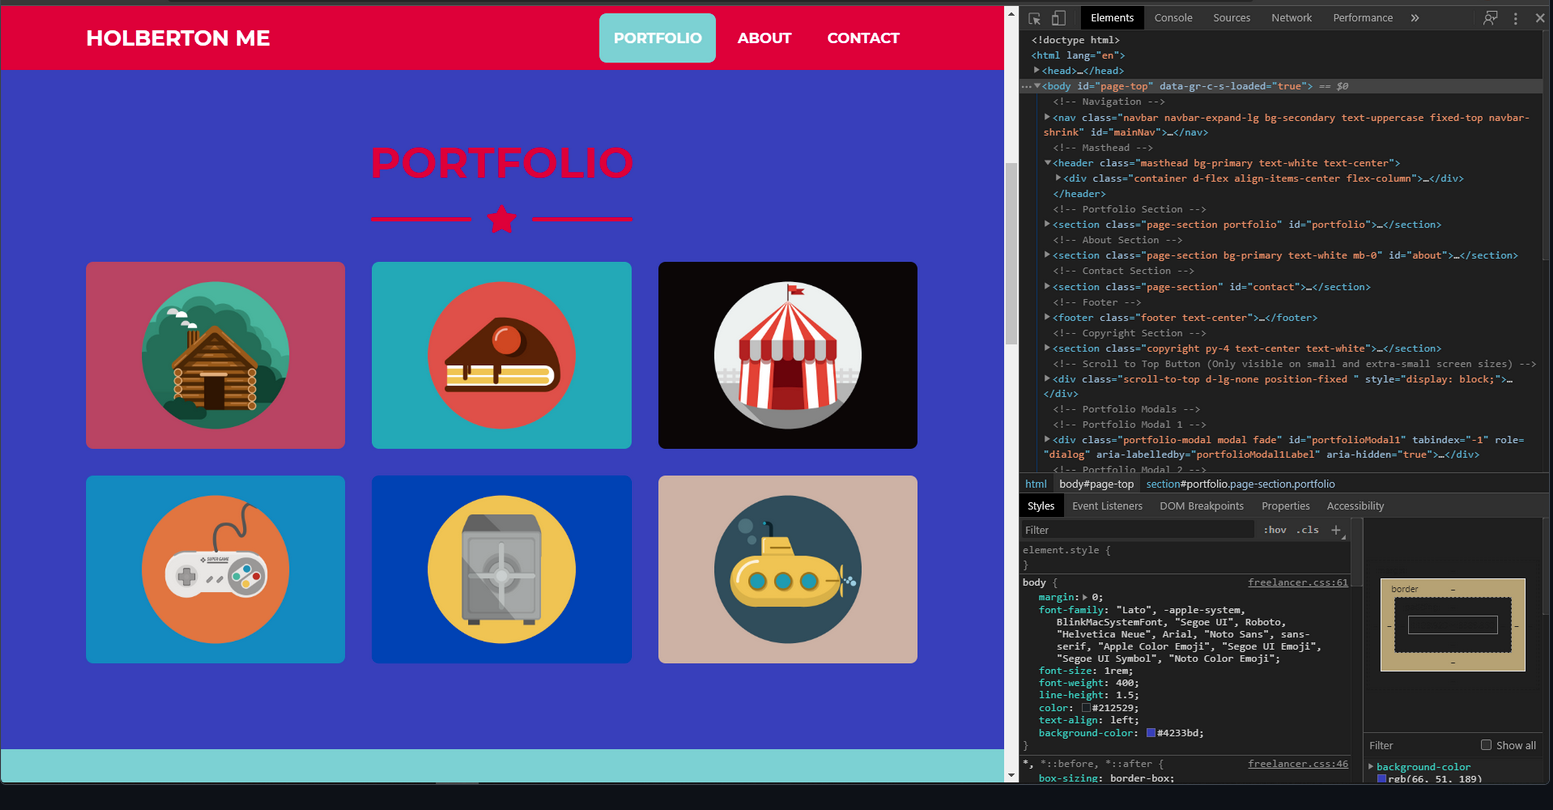 HOLBERTON ME
PORTFOLIO ABOUT CONTACT
PORTFOLIO
SUPER GAME
Elements Console Sources Network Performance »
<!doctype html>
<html lang="en">
<head>…</head>
<body id="page-top" data-gr-c-s-loaded="true"> == $0
<!-- Navigation -->
<nav class="navbar navbar-expand-lg bg-secondary text-uppercase fixed-top navbar-
shrink" id="mainNav">…</nav>
<!-- Masthead -->
<header class="masthead bg-primary text-white text-center">
<div class="container d-flex align-items-center flex-column">…</div>
</header>
<!-- Portfolio Section -->
<section class="page-section portfolio" id="portfolio">…</section>
<!-- About Section -->
<section class="page-section bg-primary text-white mb-0" id="about">…</section>
<!-- Contact Section -->
<section class="page-section" id="contact">…</section>
<!-- Footer -->
<footer class="footer text-center">…</footer>
<!-- Copyright Section -->
<section class="copyright py-4 text-center text-white">…</section>
<!-- Scroll to Top Button (Only visible on small and extra-small screen sizes) -->
<div class="scroll-to-top d-lg-none position-fixed " style="display: block;">…
</div>
<!-- Portfolio Modals -->
<!-- Portfolio Modal 1 -->
<div class="portfolio-modal modal fade" id="portfolioModal1" tabindex="-1" role=
"dialog" aria-labelledby="portfolioModal1Label" aria-hidden="true">…</div>
<!-- Portfolio Modal 2 -->
html body#page-top section#portfolio.page-section.portfolio
Styles Event Listeners DOM Breakpoints Properties Accessibility
Filter :hov .cls +
element.style {
}
body { freelancer.css:61
margin: 0;
font-family: "Lato", -apple-system,
BlinkMacSystemFont, "Segoe UI", Roboto,
"Helvetica Neue", Arial, "Noto Sans", sans-
serif, "Apple Color Emoji", "Segoe UI Emoji",
"Segoe UI Symbol", "Noto Color Emoji";
font-size: 1rem;
font-weight: 400;
line-height: 1.5;
color: #212529;
text-align: left;
background-color: #4233bd;
}
*, *::before, *::after { freelancer.css:46
box-sizing: border-box;
border –
– –
–
Filter Show all
background-color
rgb(66, 51, 189)